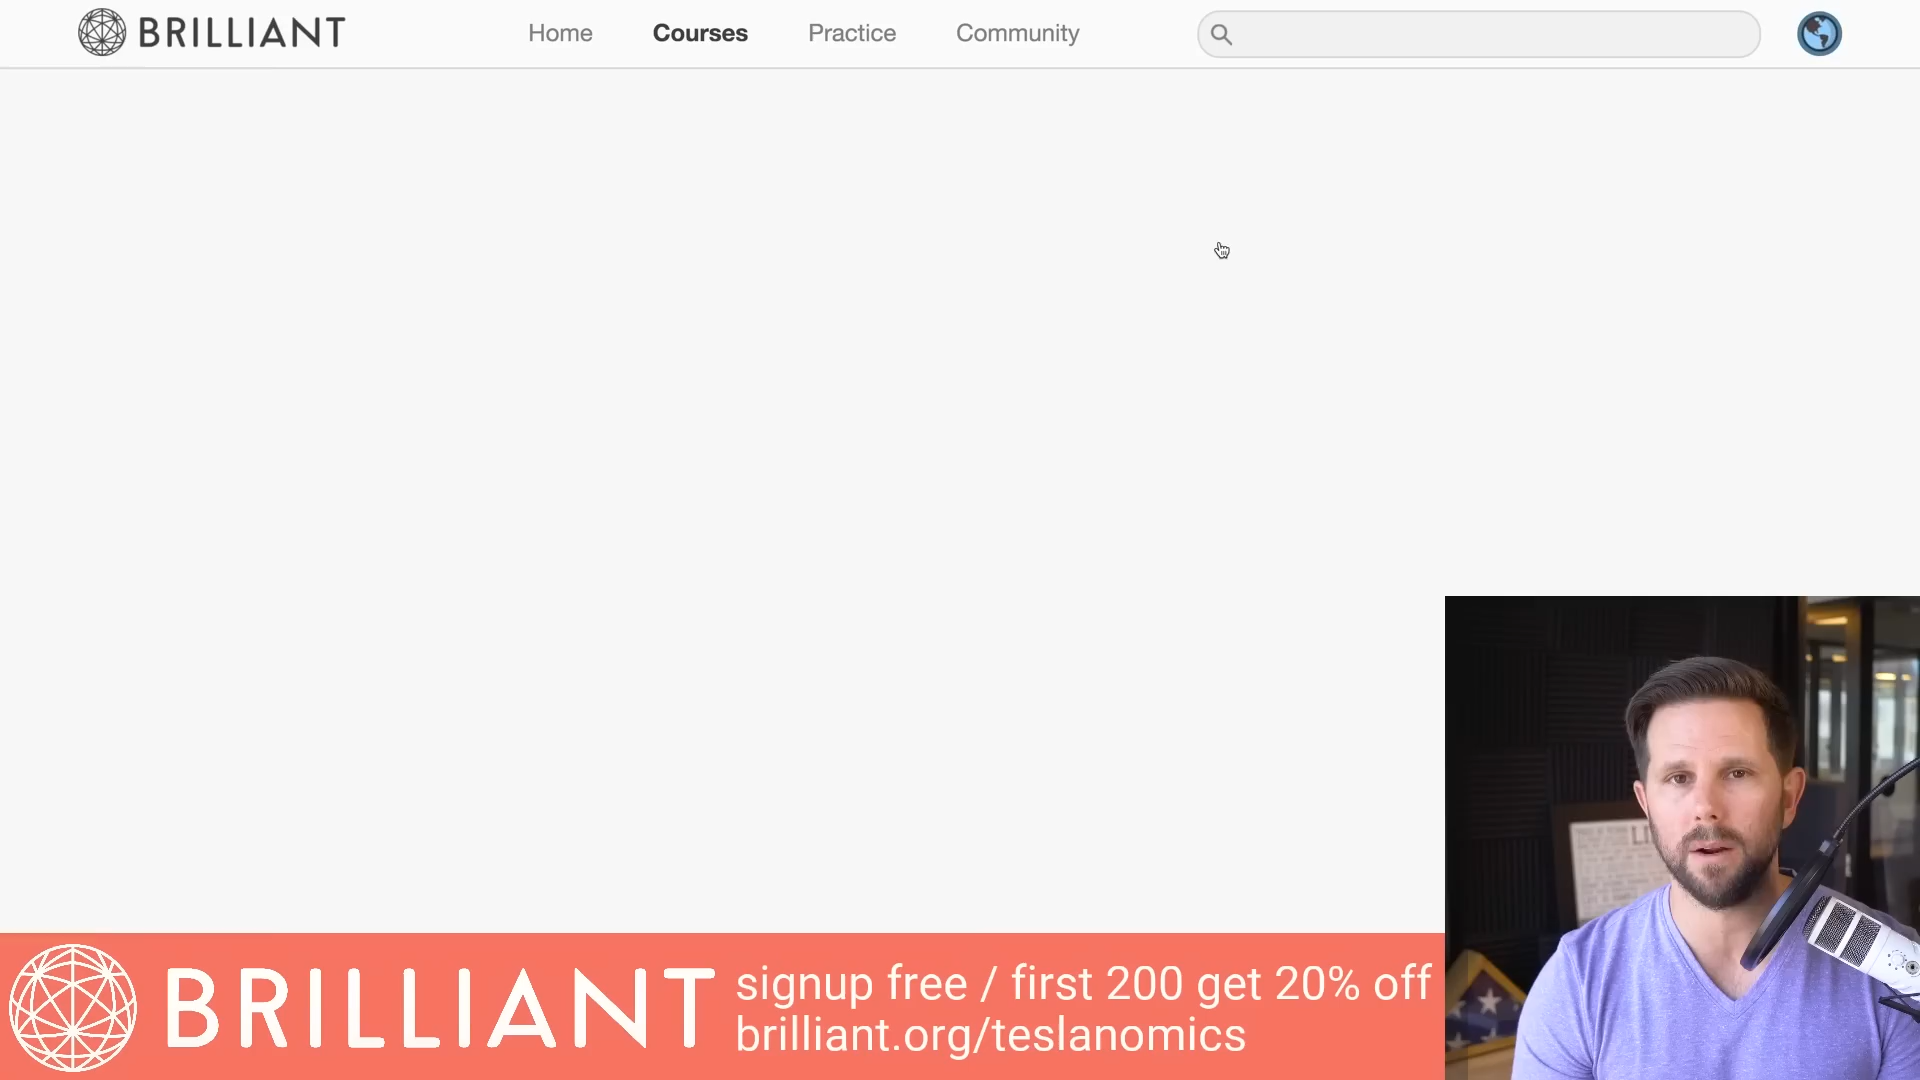 BRILLIANT
Home
Courses
Practice
Community
BRILLIANT
signup free / first 200 get 20% off
brilliant.org/teslanomics